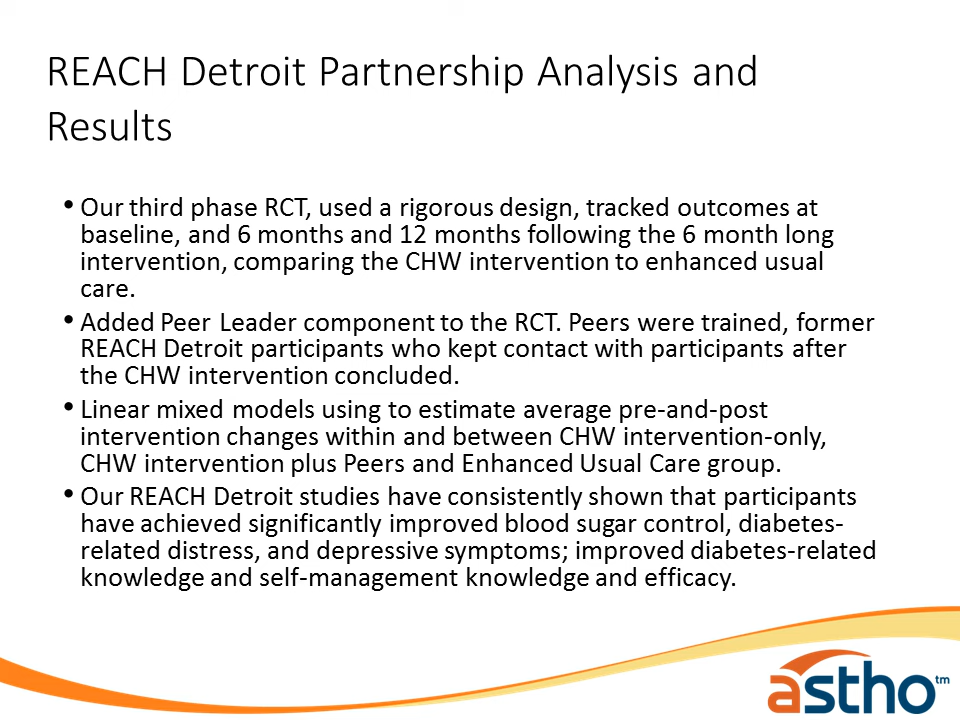 REACH Detroit Partnership Analysis and
Results
• Our third phase RCT, used a rigorous design, tracked outcomes at
baseline, and 6 months and 12 months following the 6 month long
intervention, comparing the CHW intervention to enhanced usual
care.
• Added Peer Leader component to the RCT. Peers were trained, former
REACH Detroit participants who kept contact with participants after
the CHW intervention concluded.
• Linear mixed models using to estimate average pre-and-post
intervention changes within and between CHW intervention-only,
CHW intervention plus Peers and Enhanced Usual Care group.
• Our REACH Detroit studies have consistently shown that participants
have achieved significantly improved blood sugar control, diabetes-
related distress, and depressive symptoms; improved diabetes-related
knowledge and self-management knowledge and efficacy.
astho tm